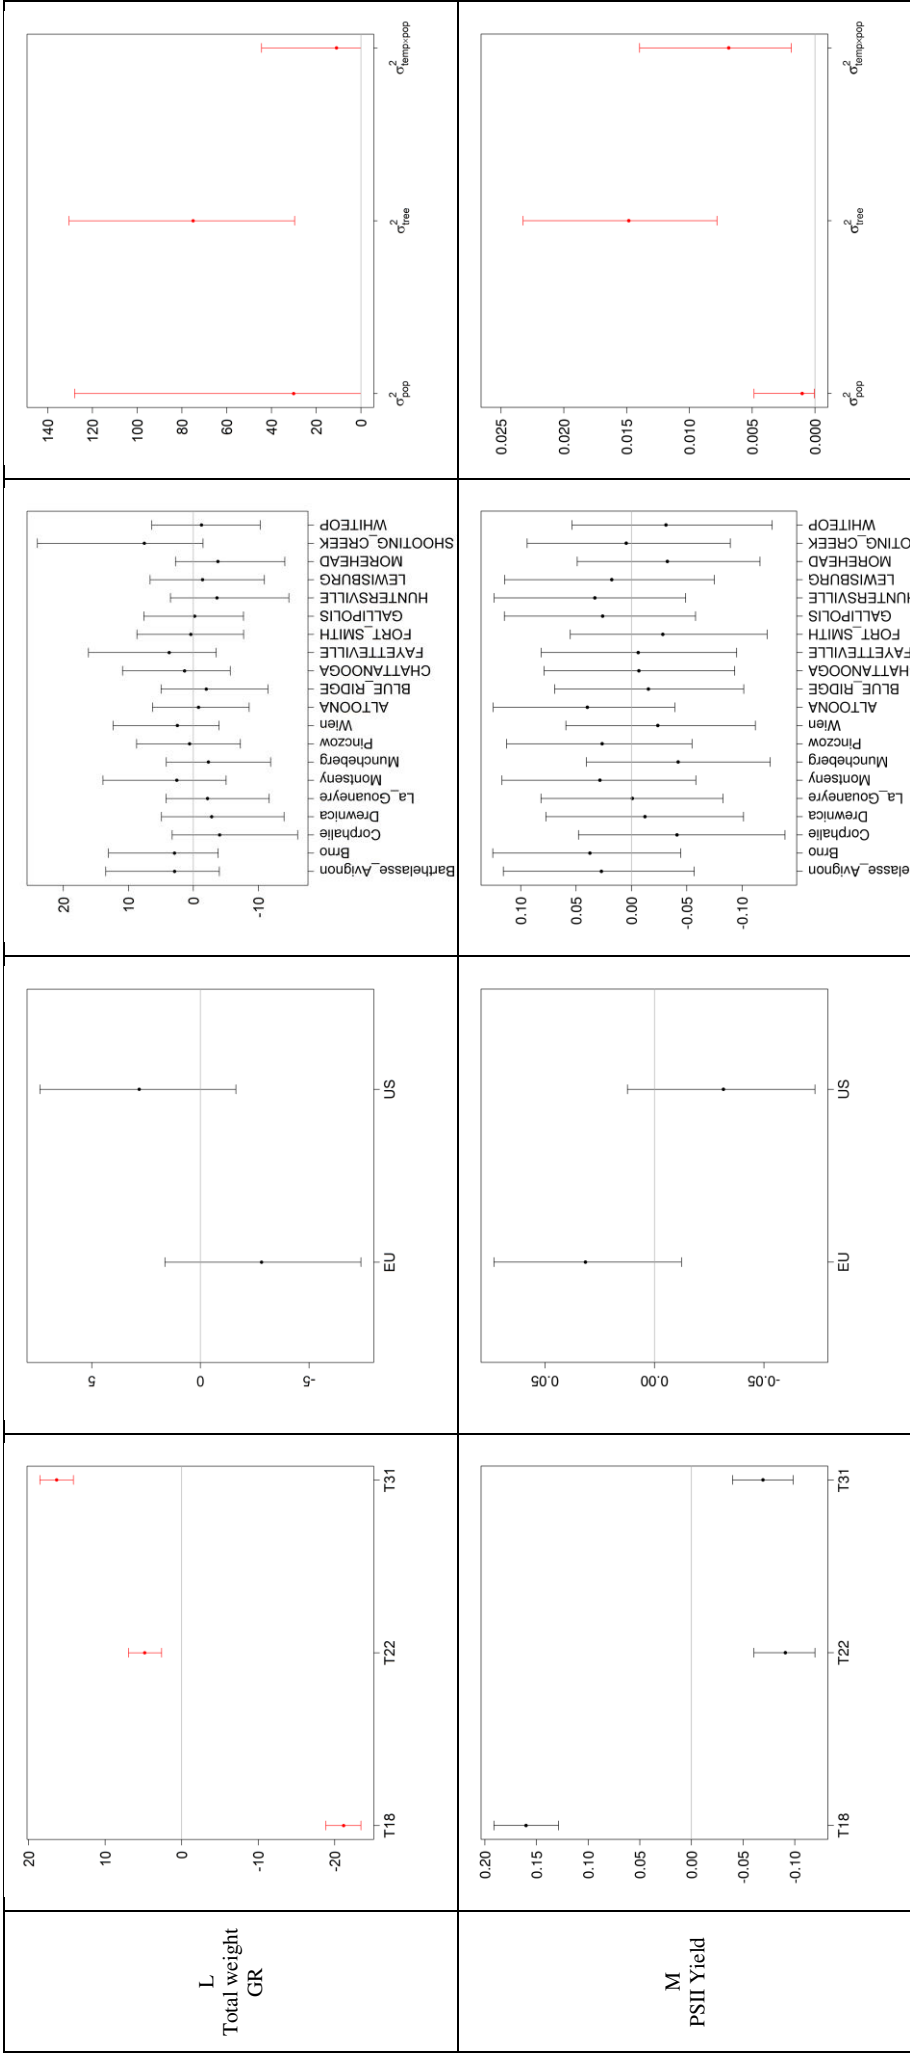 L
Total weight
GR
20
10
0
-10
-20
T18 T22 T31
5
0
-5
EU US
20
10
0
-10
Barthelasse_Avignon
Brno
Corphalie
Drewnica
La_Gouaneyre
Montseny
Muncheberg
Pinczow
Wien
ALTOONA
BLUE_RIDGE
CHATTANOOGA
FAYETTEVILLE
FORT_SMITH
GALLIPOLIS
HUNTERSVILLE
LEWISBURG
MOREHEAD
SHOOTING_CREEK
WHITEOP
140
120
100
80
60
40
20
0
σ²pop σ²tree σ²temp×pop
M
PSII Yield
0.20
0.15
0.10
0.05
0.00
-0.05
-0.10
T18 T22 T31
0.05
0.00
-0.05
EU US
0.10
0.05
0.00
-0.05
-0.10
elasse_Avignon
Brno
Corphalie
Drewnica
La_Gouaneyre
Montseny
Muncheberg
Pinczow
Wien
ALTOONA
BLUE_RIDGE
HATTANOOGA
FAYETTEVILLE
FORT_SMITH
GALLIPOLIS
HUNTERSVILLE
LEWISBURG
MOREHEAD
OTING_CREEK
WHITEOP
0.025
0.020
0.015
0.010
0.005
0.000
σ²pop σ²tree σ²temp×pop